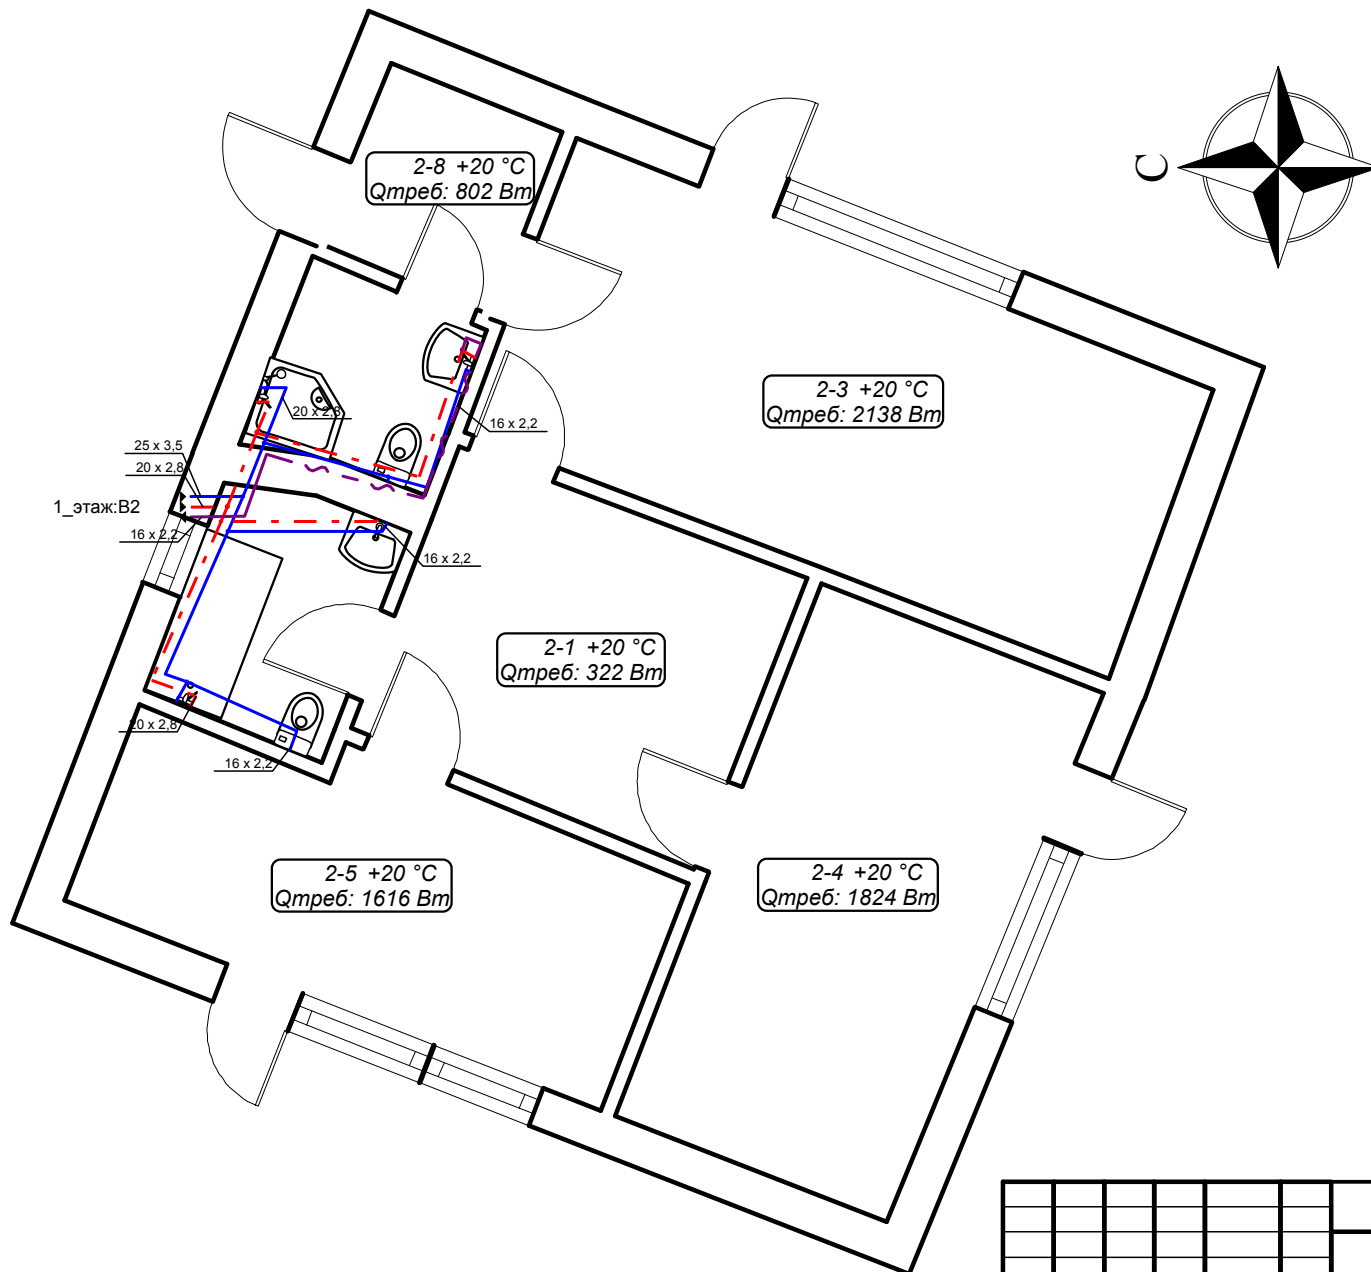 2-8 +20 °C
Qтреб: 802 Вт
С
2-3 +20 °C
Qтреб: 2138 Вт
20 x 2,8
16 x 2,2
25 x 3,5
20 x 2,8
1_этаж:В2
16 x 2,2
16 x 2,2
2-1 +20 °C
Qтреб: 322 Вт
20 x 2,8
16 x 2,2
2-5 +20 °C
Qтреб: 1616 Вт
2-4 +20 °C
Qтреб: 1824 Вт